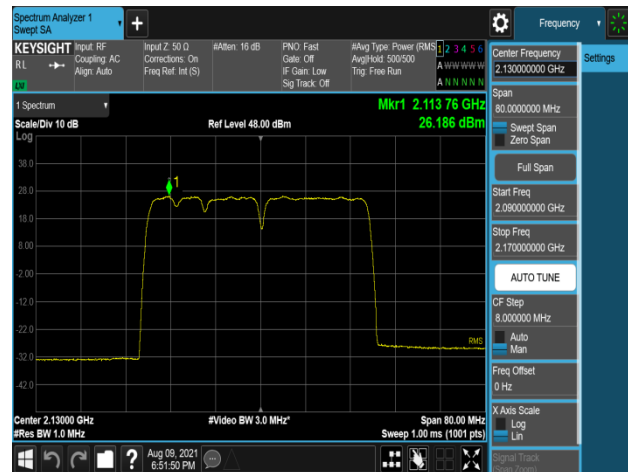 Spectrum Analyzer 1
Swept SA
Frequency
KEYSIGHT
RL
Input: RF
Coupling: AC
Align: Auto
Input Z: 50 Ω
Corrections: On
Freq Ref: Int (S)
#Atten: 16 dB
PNO: Fast
Gate: Off
IF Gain: Low
Sig Track: Off
#Avg Type: Power (RMS
Avg|Hold: 500/500
Trig: Free Run
1 2 3 4 5 6
A W W W W W
A N N N N N
LW
1 Spectrum
Scale/Div 10 dB
Log
Ref Level 48.00 dBm
Mkr1 2.113 76 GHz
26.186 dBm
38.0
28.0
18.0
8.00
-2.00
-12.0
-22.0
-32.0
-42.0
1
RMS
Center 2.13000 GHz
#Res BW 1.0 MHz
#Video BW 3.0 MHz*
Span 80.00 MHz
Sweep 1.00 ms (1001 pts)
Aug 09, 2021
6:51:50 PM
Center Frequency
2.130000000 GHz
Span
80.0000000 MHz
Swept Span
Zero Span
Full Span
Start Freq
2.090000000 GHz
Stop Freq
2.170000000 GHz
AUTO TUNE
CF Step
8.000000 MHz
Auto
Man
Freq Offset
0 Hz
X Axis Scale
Log
Lin
Signal Track
(Span Zoom)
Settings